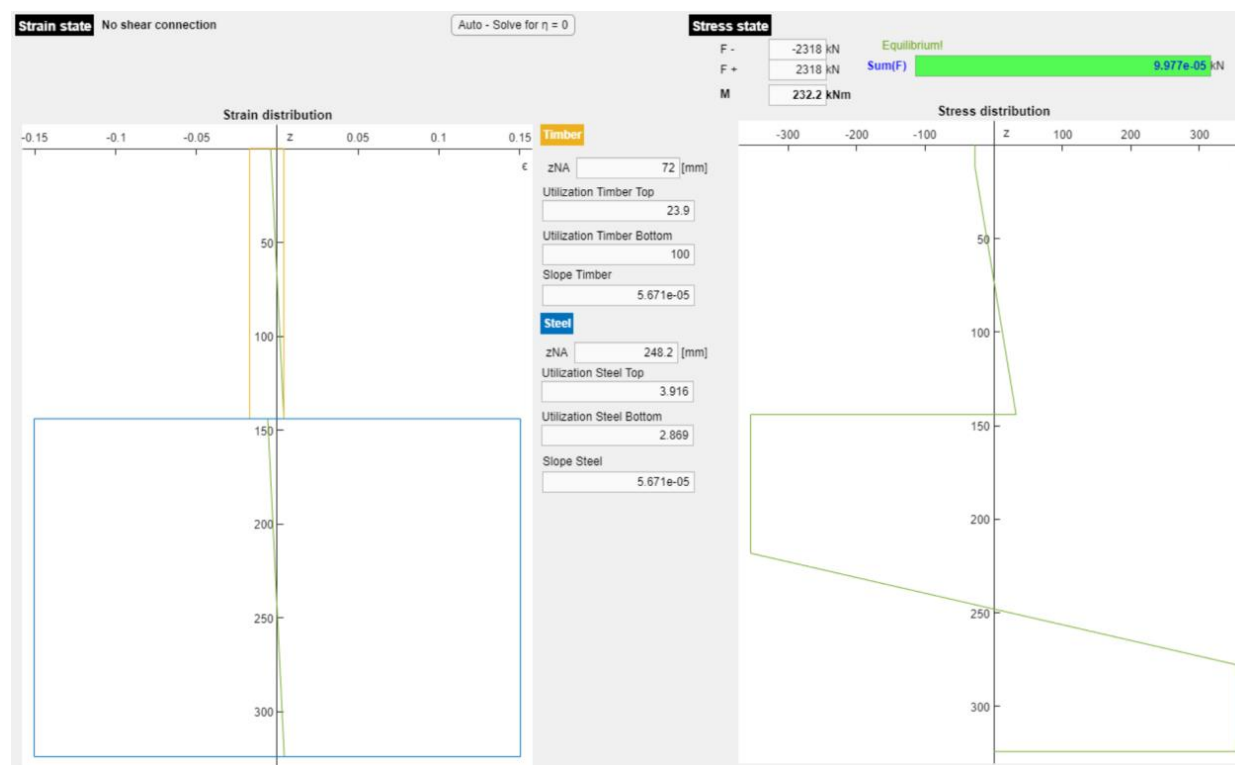 Strain state No shear connection Auto - Solve for η = 0 Stress state
F - -2318 kN Equilibrium!
F + 2318 kN Sum(F) 9.977e-05 kN
M 232.2 kNm
Strain distribution Stress distribution
-0.15 -0.1 -0.05 Z 0.05 0.1 0.15
ε
50
100
150
200
250
300
Timber
zNA 72 [mm]
Utilization Timber Top
23.9
Utilization Timber Bottom
100
Slope Timber
5.671e-05
Steel
zNA 248.2 [mm]
Utilization Steel Top
3.916
Utilization Steel Bottom
2.869
Slope Steel
5.671e-05
-300 -200 -100 Z 100 200 300
50
100
150
200
250
300